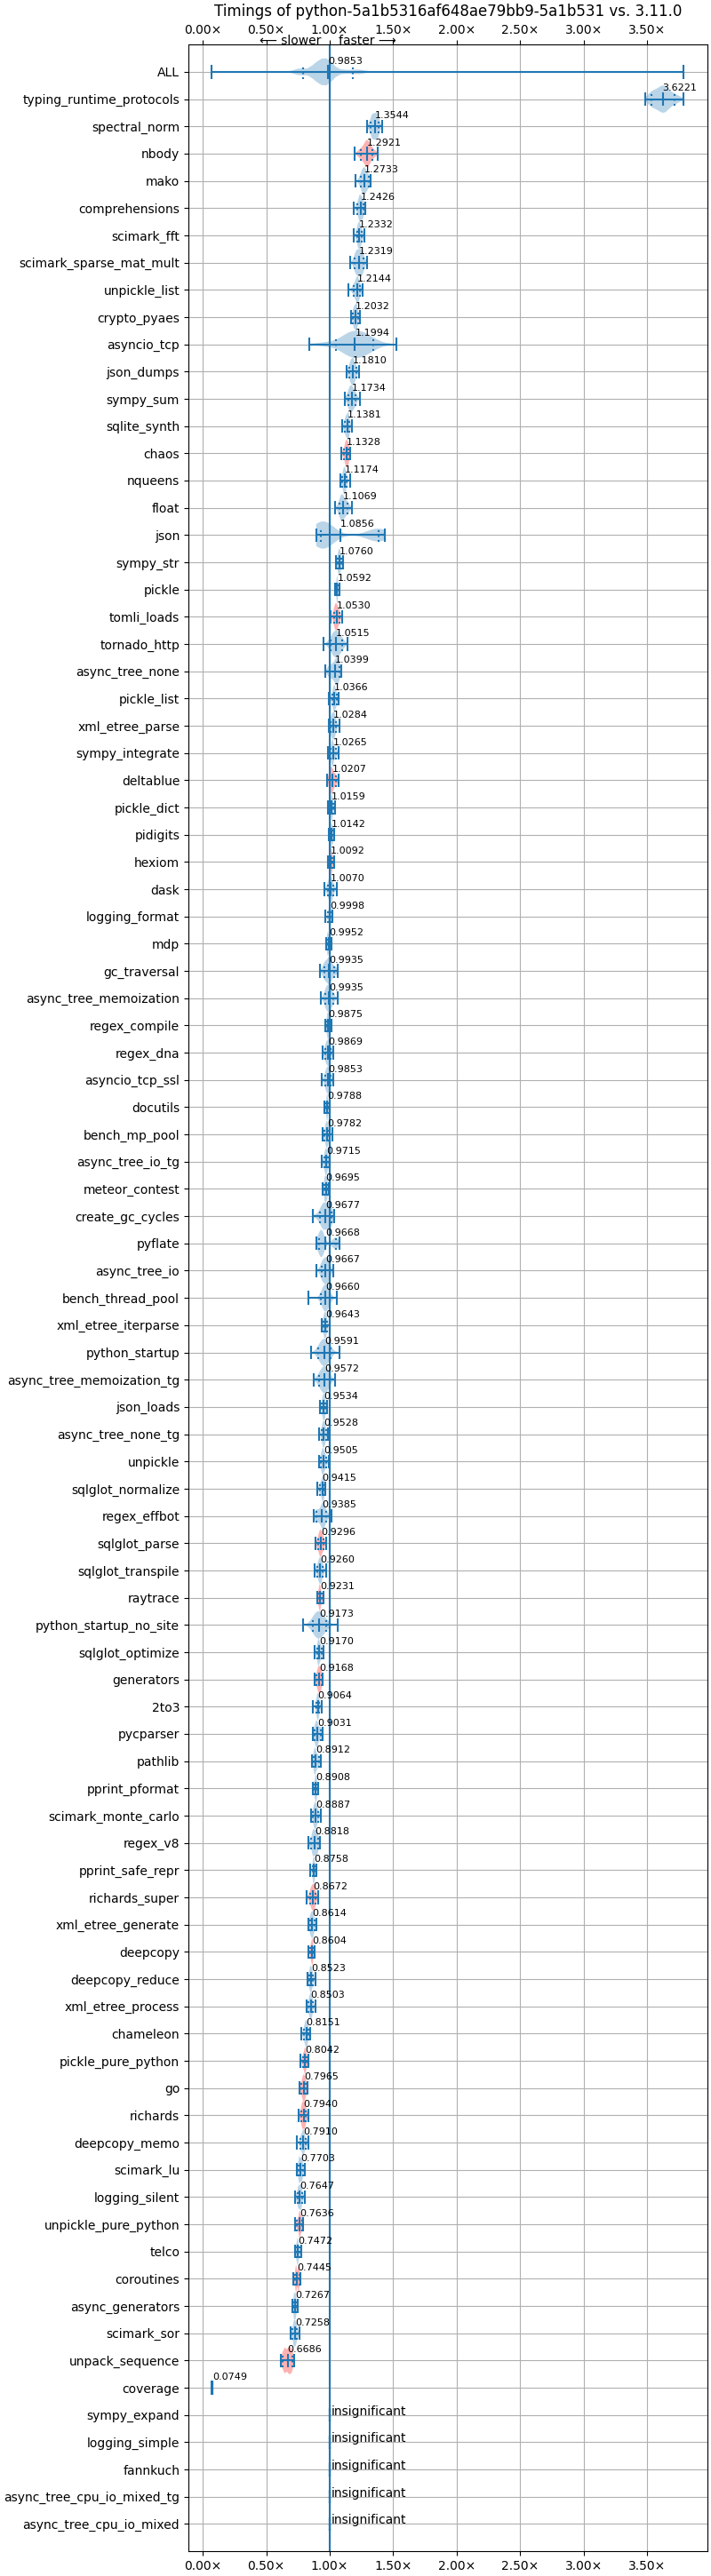 Timings of python-5a1b5316af648ae79bb9-5a1b531 vs. 3.11.0
0.00× 0.50× 1.00× 1.50× 2.00× 2.50× 3.00× 3.50×
⟵ slower faster ⟶
ALL 0.9853
typing_runtime_protocols 3.6221
spectral_norm 1.3544
nbody 1.2921
mako 1.2733
comprehensions 1.2426
scimark_fft 1.2332
scimark_sparse_mat_mult 1.2319
unpickle_list 1.2144
crypto_pyaes 1.2032
asyncio_tcp 1.1994
json_dumps 1.1810
sympy_sum 1.1734
sqlite_synth 1.1381
chaos 1.1328
nqueens 1.1174
float 1.1069
json 1.0856
sympy_str 1.0760
pickle 1.0592
tomli_loads 1.0530
tornado_http 1.0515
async_tree_none 1.0399
pickle_list 1.0366
xml_etree_parse 1.0284
sympy_integrate 1.0265
deltablue 1.0207
pickle_dict 1.0159
pidigits 1.0142
hexiom 1.0092
dask 1.0070
logging_format 0.9998
mdp 0.9952
gc_traversal 0.9935
async_tree_memoization 0.9935
regex_compile 0.9875
regex_dna 0.9869
asyncio_tcp_ssl 0.9853
docutils 0.9788
bench_mp_pool 0.9782
async_tree_io_tg 0.9715
meteor_contest 0.9695
create_gc_cycles 0.9677
pyflate 0.9668
async_tree_io 0.9667
bench_thread_pool 0.9660
xml_etree_iterparse 0.9643
python_startup 0.9591
async_tree_memoization_tg 0.9572
json_loads 0.9534
async_tree_none_tg 0.9528
unpickle 0.9505
sqlglot_normalize 0.9415
regex_effbot 0.9385
sqlglot_parse 0.9296
sqlglot_transpile 0.9260
raytrace 0.9231
python_startup_no_site 0.9173
sqlglot_optimize 0.9170
generators 0.9168
2to3 0.9064
pycparser 0.9031
pathlib 0.8912
pprint_pformat 0.8908
scimark_monte_carlo 0.8887
regex_v8 0.8818
pprint_safe_repr 0.8758
richards_super 0.8672
xml_etree_generate 0.8614
deepcopy 0.8604
deepcopy_reduce 0.8523
xml_etree_process 0.8503
chameleon 0.8151
pickle_pure_python 0.8042
go 0.7965
richards 0.7940
deepcopy_memo 0.7910
scimark_lu 0.7703
logging_silent 0.7647
unpickle_pure_python 0.7636
telco 0.7472
coroutines 0.7445
async_generators 0.7267
scimark_sor 0.7258
unpack_sequence 0.6686
coverage 0.0749
sympy_expand insignificant
logging_simple insignificant
fannkuch insignificant
async_tree_cpu_io_mixed_tg insignificant
async_tree_cpu_io_mixed insignificant
0.00× 0.50× 1.00× 1.50× 2.00× 2.50× 3.00× 3.50×